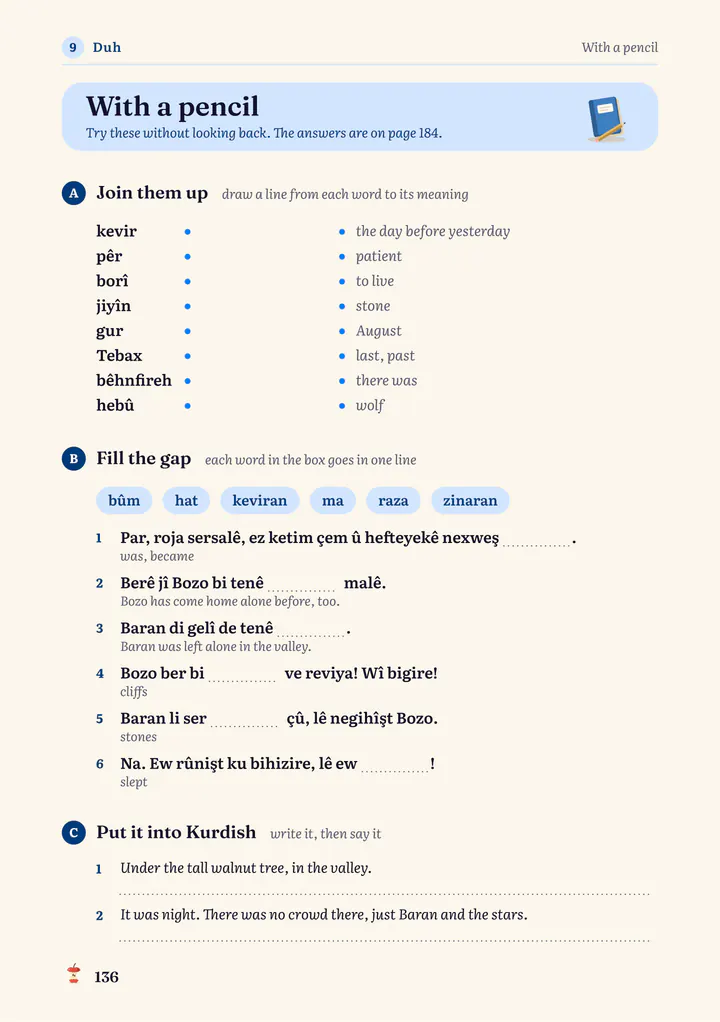 9 Duh With a pencil
With a pencil
Try these without looking back. The answers are on page 184.
A Join them up draw a line from each word to its meaning
kevir • • the day before yesterday
pêr • • patient
borî • • to live
jiyîn • • stone
gur • • August
Tebax • • last, past
bêhnfireh • • there was
hebû • • wolf
B Fill the gap each word in the box goes in one line
bûm hat keviran ma raza zinaran
1 Par, roja sersalê, ez ketim çem û hefteyekê nexweş ..............
was, became
2 Berê jî Bozo bi tenê .............. malê.
Bozo has come home alone before, too.
3 Baran di gelî de tenê ..............
Baran was left alone in the valley.
4 Bozo ber bi .............. ve reviya! Wî bigire!
cliffs
5 Baran li ser .............. çû, lê negihîşt Bozo.
stones
6 Na. Ew rûnişt ku bihizire, lê ew ..............!
slept
C Put it into Kurdish write it, then say it
1 Under the tall walnut tree, in the valley.
2 It was night. There was no crowd there, just Baran and the stars.
136